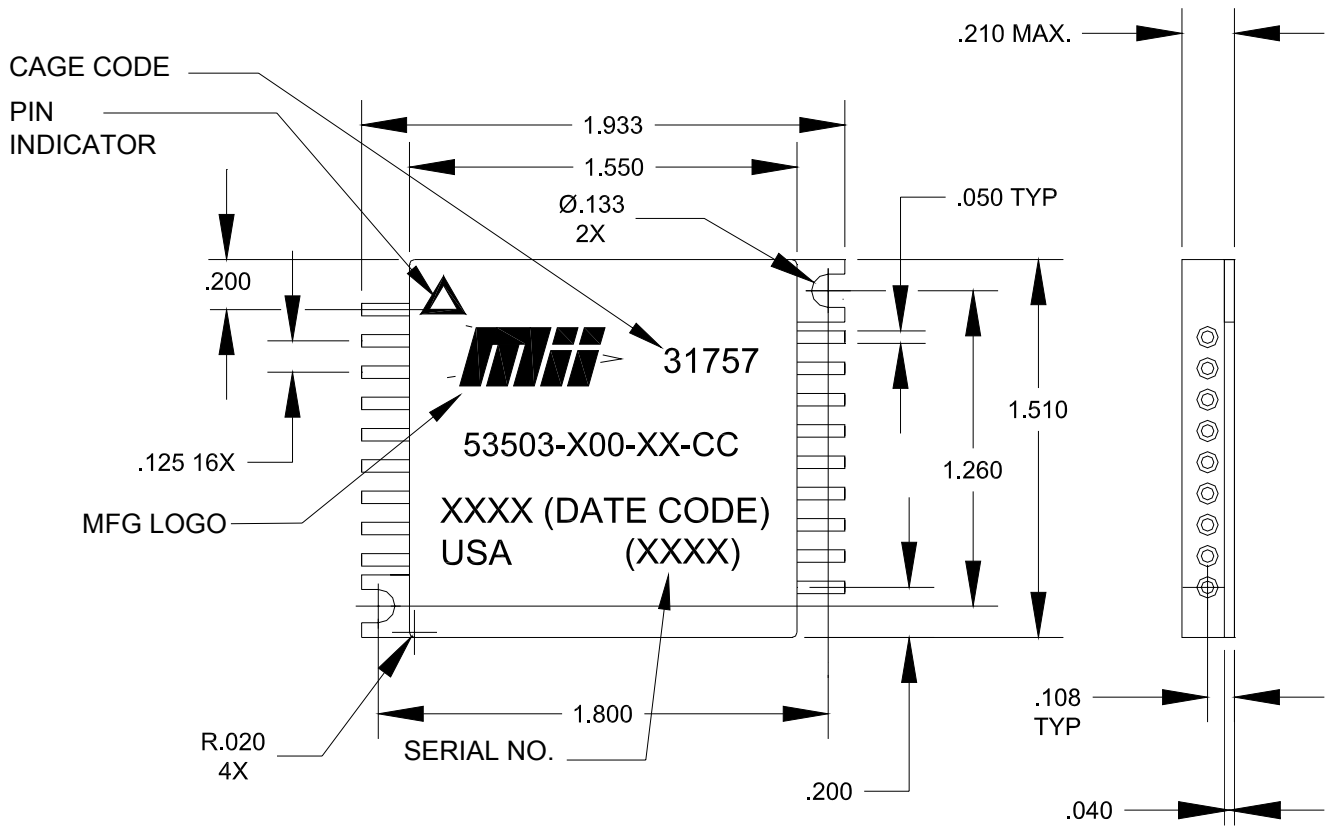 .210 MAX.
CAGE CODE
PIN
INDICATOR
1.933
1.550
Ø.133
2X
.050 TYP
.200
Mii
31757
1.510
53503-X00-XX-CC
.125 16X
1.260
XXXX (DATE CODE)
MFG LOGO
USA (XXXX)
.108
TYP
1.800
R.020
4X
SERIAL NO.
.200
.040